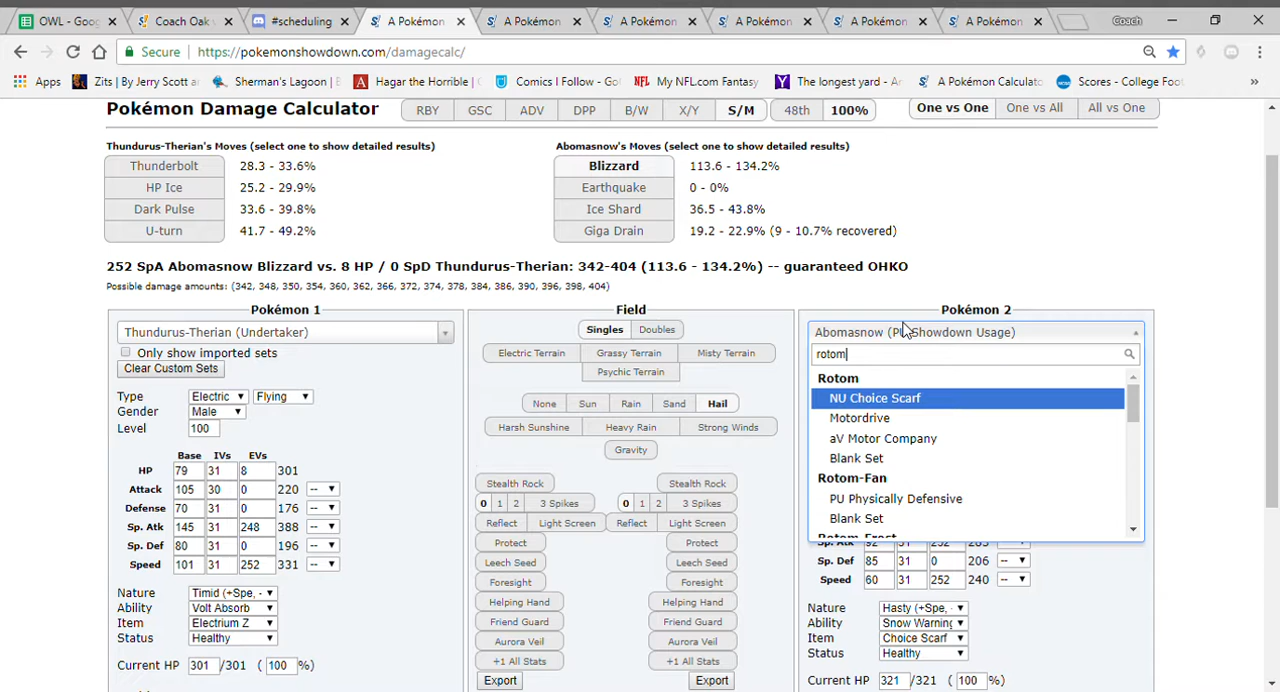 OWL - Goog
Coach Oak v
#scheduling
A Pokémon
A Pokémon
A Pokémon
A Pokémon
A Pokémon
A Pokémon
Coach
Secure
https://pokemonshowdown.com/damagecalc/
Apps
Zits | By Jerry Scott a
Sherman's Lagoon |
Hagar the Horrible | C
Comics I Follow - Go
My NFL.com Fantasy
The longest yard - A
A Pokémon Calculato
Scores - College Foot
»
Pokémon Damage Calculator
RBY GSC ADV DPP B/W X/Y S/M 48th 100%
One vs One One vs All All vs One
Thundurus-Therian's Moves (select one to show detailed results)
Thunderbolt 28.3 - 33.6%
HP Ice 25.2 - 29.9%
Dark Pulse 33.6 - 39.8%
U-turn 41.7 - 49.2%
Abomasnow's Moves (select one to show detailed results)
Blizzard 113.6 - 134.2%
Earthquake 0 - 0%
Ice Shard 36.5 - 43.8%
Giga Drain 19.2 - 22.9% (9 - 10.7% recovered)
252 SpA Abomasnow Blizzard vs. 8 HP / 0 SpD Thundurus-Therian: 342-404 (113.6 - 134.2%) -- guaranteed OHKO
Possible damage amounts: (342, 348, 350, 354, 360, 362, 366, 372, 374, 378, 384, 386, 390, 396, 398, 404)
Pokémon 1
Thundurus-Therian (Undertaker)
Only show imported sets
Clear Custom Sets
Type Electric Flying
Gender Male
Level 100
Base IVs EVs
HP 79 31 8 301
Attack 105 30 0 220 --
Defense 70 31 0 176 --
Sp. Atk 145 31 248 388 --
Sp. Def 80 31 0 196 --
Speed 101 31 252 331 --
Nature Timid (+Spe, -
Ability Volt Absorb
Item Electrium Z
Status Healthy
Current HP 301 /301 ( 100 %)
Field
Singles Doubles
Electric Terrain Grassy Terrain Misty Terrain
Psychic Terrain
None Sun Rain Sand Hail
Harsh Sunshine Heavy Rain Strong Winds
Gravity
Stealth Rock Stealth Rock
0 1 2 3 Spikes 0 1 2 3 Spikes
Reflect Light Screen Reflect Light Screen
Protect Protect
Leech Seed Leech Seed
Foresight Foresight
Helping Hand Helping Hand
Friend Guard Friend Guard
Aurora Veil Aurora Veil
+1 All Stats +1 All Stats
Export Export
Pokémon 2
Abomasnow (PU Showdown Usage)
rotom
Rotom
NU Choice Scarf
Motordrive
aV Motor Company
Blank Set
Rotom-Fan
PU Physically Defensive
Blank Set
Rotom-Frost
Sp. Atk 92 31 252 283 --
Sp. Def 85 31 0 206 --
Speed 60 31 252 240 --
Nature Hasty (+Spe, -
Ability Snow Warning
Item Choice Scarf
Status Healthy
Current HP 321 /321 ( 100 %)